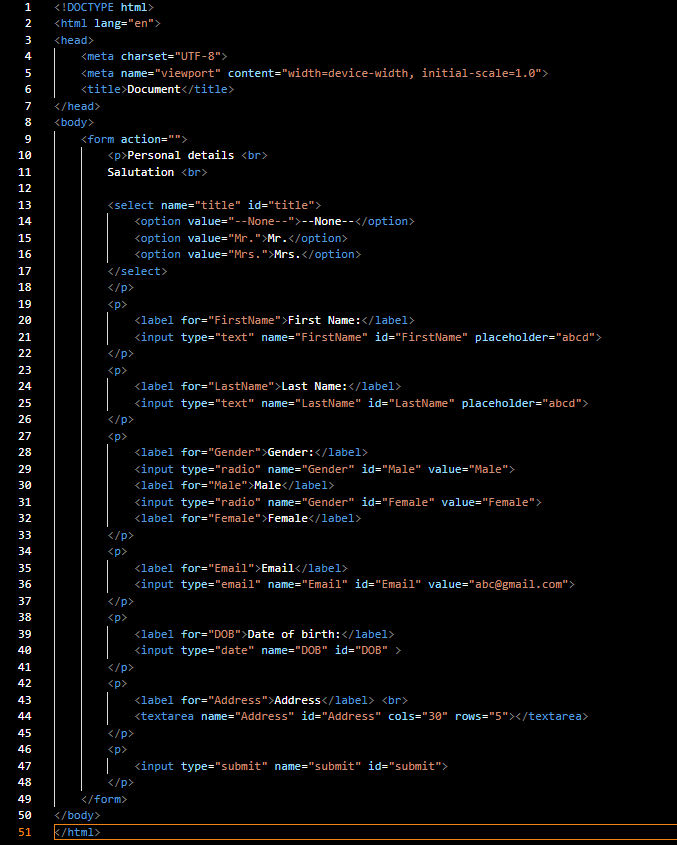 1 <!DOCTYPE html>
2 <html lang="en">
3 <head>
4     <meta charset="UTF-8">
5     <meta name="viewport" content="width=device-width, initial-scale=1.0">
6     <title>Document</title>
7 </head>
8 <body>
9     <form action="">
10         <p>Personal details <br>
11         Salutation <br>
12
13         <select name="title" id="title">
14             <option value="--None--">--None--</option>
15             <option value="Mr.">Mr.</option>
16             <option value="Mrs.">Mrs.</option>
17         </select>
18         </p>
19         <p>
20             <label for="FirstName">First Name:</label>
21             <input type="text" name="FirstName" id="FirstName" placeholder="abcd">
22         </p>
23         <p>
24             <label for="LastName">Last Name:</label>
25             <input type="text" name="LastName" id="LastName" placeholder="abcd">
26         </p>
27         <p>
28             <label for="Gender">Gender:</label>
29             <input type="radio" name="Gender" id="Male" value="Male">
30             <label for="Male">Male</label>
31             <input type="radio" name="Gender" id="Female" value="Female">
32             <label for="Female">Female</label>
33         </p>
34         <p>
35             <label for="Email">Email</label>
36             <input type="email" name="Email" id="Email" value="abc@gmail.com">
37         </p>
38         <p>
39             <label for="DOB">Date of birth:</label>
40             <input type="date" name="DOB" id="DOB" >
41         </p>
42         <p>
43             <label for="Address">Address</label> <br>
44             <textarea name="Address" id="Address" cols="30" rows="5"></textarea>
45         </p>
46         <p>
47             <input type="submit" name="submit" id="submit">
48         </p>
49     </form>
50 </body>
51 </html>